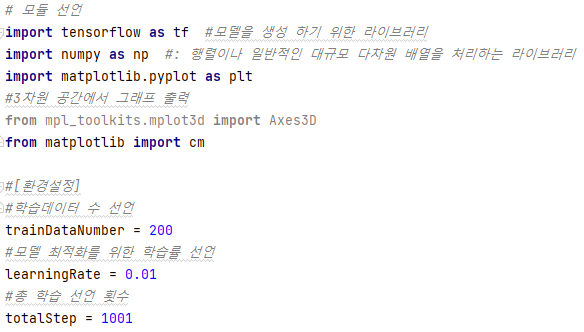 # 모듈 선언
import tensorflow as tf  #모델을 생성 하기 위한 라이브러리
import numpy as np  #: 행렬이나 일반적인 대규모 다차원 배열을 처리하는 라이브러리
import matplotlib.pyplot as plt
#3차원 공간에서 그래프 출력
from mpl_toolkits.mplot3d import Axes3D
from matplotlib import cm
#[환경설정]
#학습데이터 수 선언
trainDataNumber = 200
#모델 최적화를 위한 학습률 선언
learningRate = 0.01
#총 학습 선언 횟수
totalStep = 1001